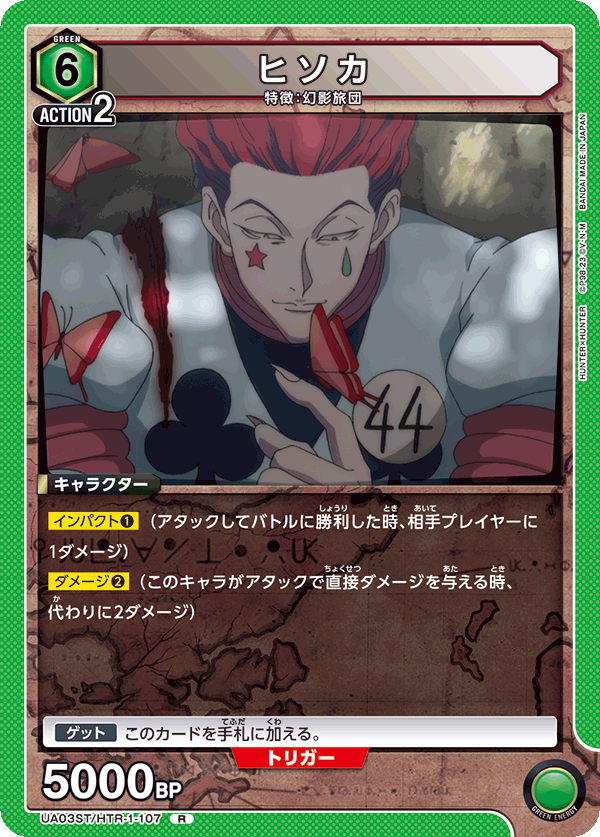 GREEN
6
ACTION2
ヒソカ
特徴：幻影旅団
HUNTER×HUNTER ©P98-23 ©V･N･M BANDAI MADE IN JAPAN
44
キャラクター
インパクト❶（アタックしてバトルに勝利した時、相手プレイヤーに
1ダメージ）
ダメージ❷（このキャラがアタックで直接ダメージを与える時、
代わりに2ダメージ）
ゲット このカードを手札に加える。
トリガー
5000BP
UA03ST/HTR-1-107 R
GREEN ENERGY